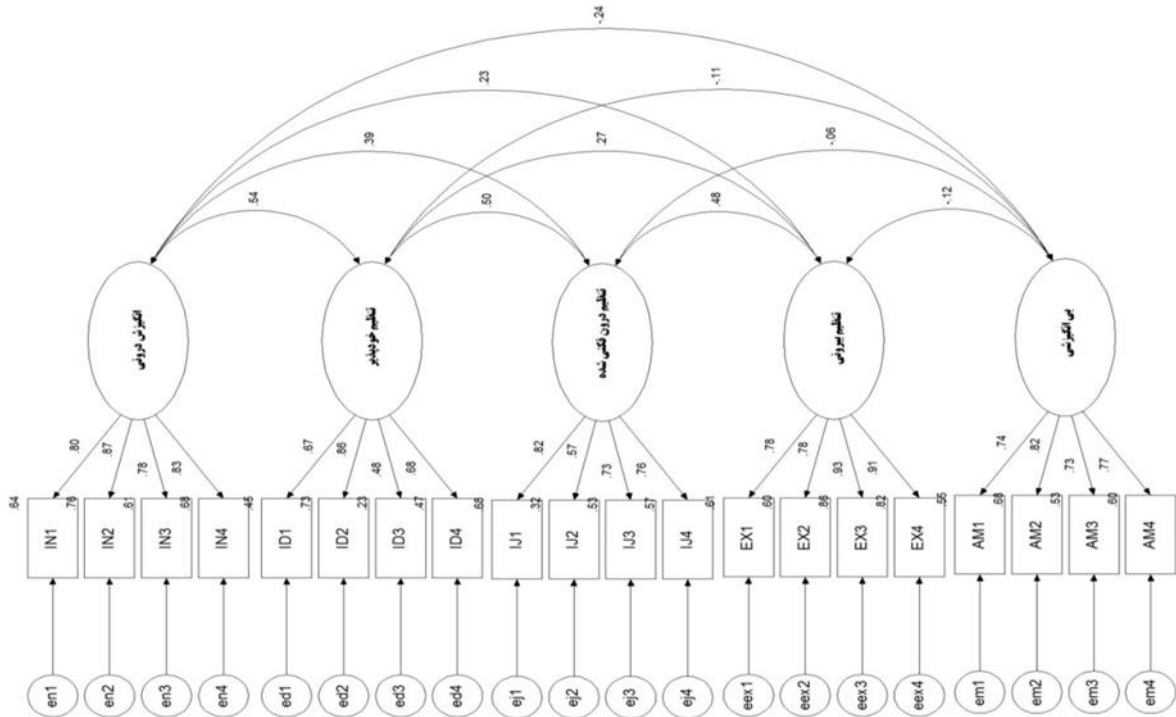 -.24
.23
-.11
.39
.27
-.06
.54
.50
.48
-.12
انگیزش درونی
تنظیم خودپذیر
تنظیم درون فکنی شده
تنظیم بیرونی
بی انگیزشی
.80
.87
.78
.83
.67
.86
.48
.68
.82
.57
.73
.76
.78
.78
.93
.91
.74
.82
.73
.77
.64
.76
.61
.68
.45
.73
.23
.47
.68
.32
.53
.57
.61
.60
.86
.82
.55
.68
.53
.60
IN1
IN2
IN3
IN4
ID1
ID2
ID3
ID4
IJ1
IJ2
IJ3
IJ4
EX1
EX2
EX3
EX4
AM1
AM2
AM3
AM4
en1
en2
en3
en4
ed1
ed2
ed3
ed4
ej1
ej2
ej3
ej4
eex1
eex2
eex3
eex4
em1
em2
em3
em4